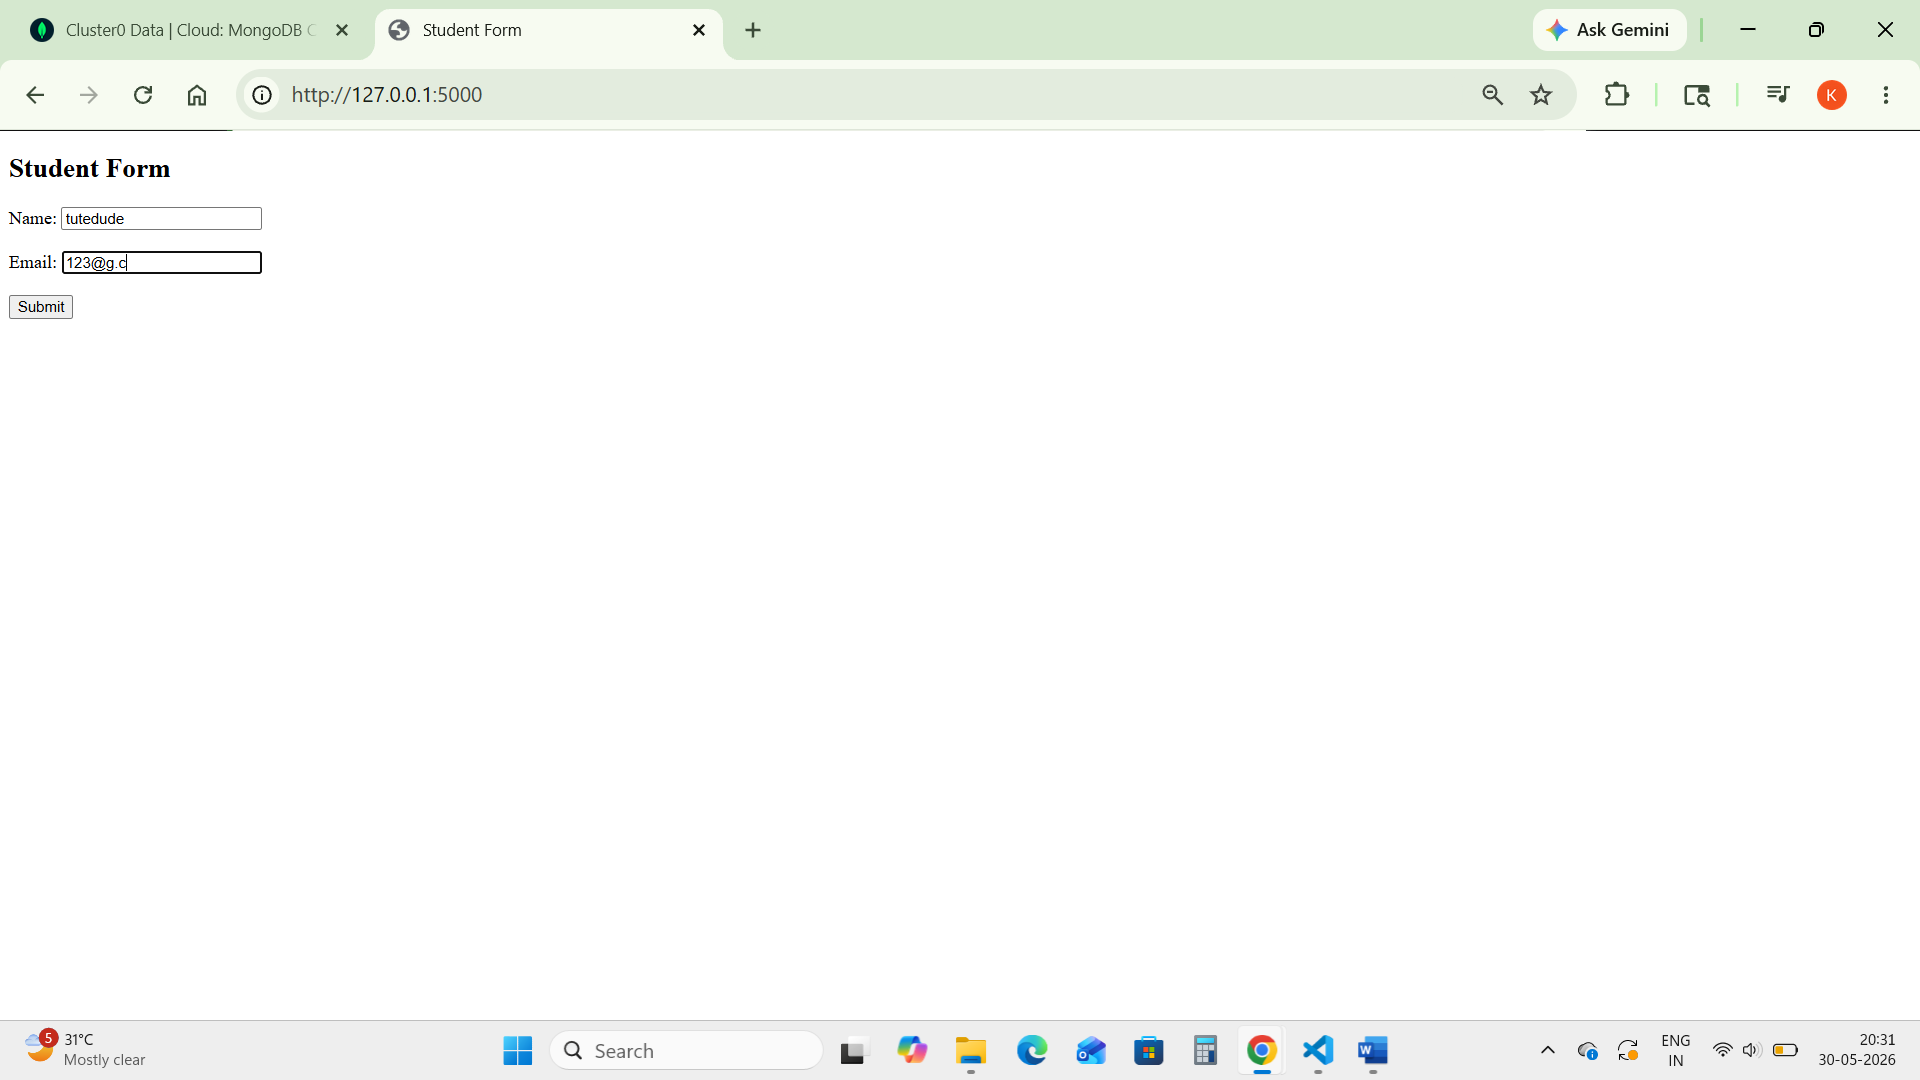 Cluster0 Data | Cloud: MongoDB C
Student Form
Ask Gemini
http://127.0.0.1:5000
K
Student Form
Name: tutedude
Email: 123@g.c
Submit
5
31°C
Mostly clear
Search
ENG
IN
20:31
30-05-2026